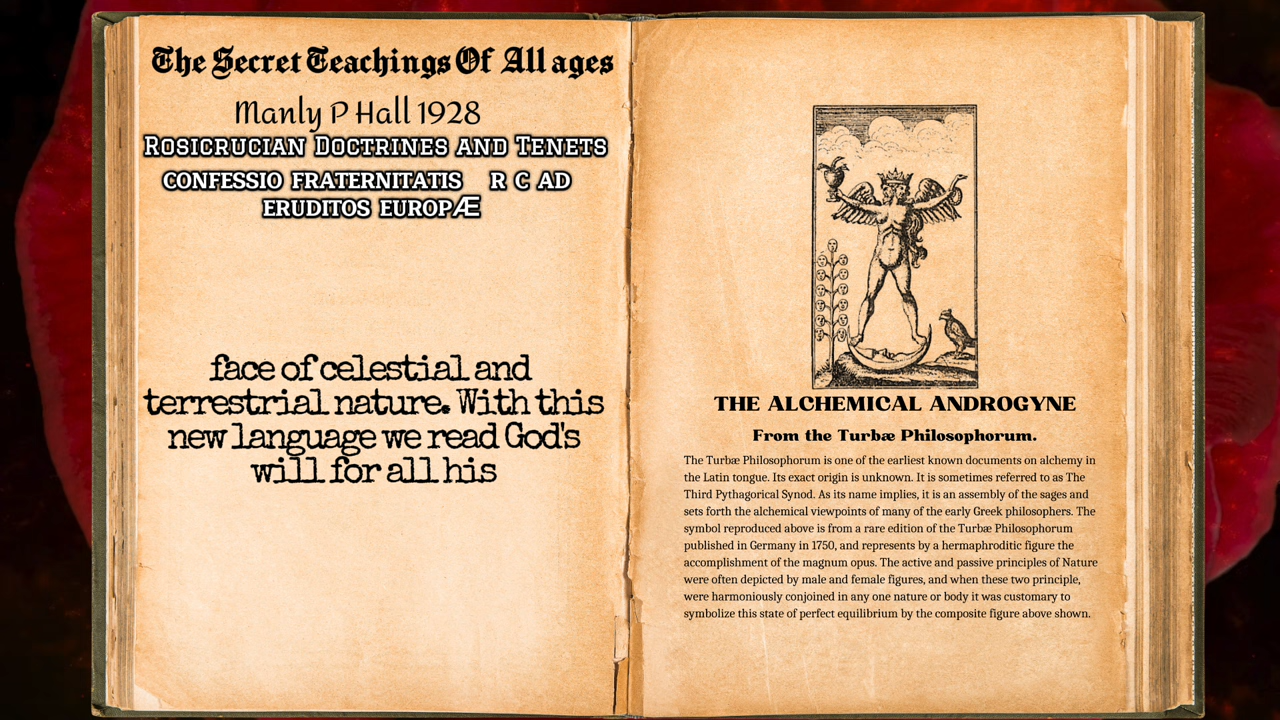 The Secret Teachings Of All ages
Manly P Hall 1928
Rosicrucian Doctrines and Tenets
CONFESSIO FRATERNITATIS R C AD
ERUDITOS EUROPÆ
face of celestial and
terrestrial nature. With this
new language we read God's
will for all his
THE ALCHEMICAL ANDROGYNE
From the Turbæ Philosophorum.
The Turbæ Philosophorum is one of the earliest known documents on alchemy in
the Latin tongue. Its exact origin is unknown. It is sometimes referred to as The
Third Pythagorical Synod. As its name implies, it is an assembly of the sages and
sets forth the alchemical viewpoints of many of the early Greek philosophers. The
symbol reproduced above is from a rare edition of the Turbæ Philosophorum
published in Germany in 1750, and represents by a hermaphroditic figure the
accomplishment of the magnum opus. The active and passive principles of Nature
were often depicted by male and female figures, and when these two principle,
were harmoniously conjoined in any one nature or body it was customary to
symbolize this state of perfect equilibrium by the composite figure above shown.